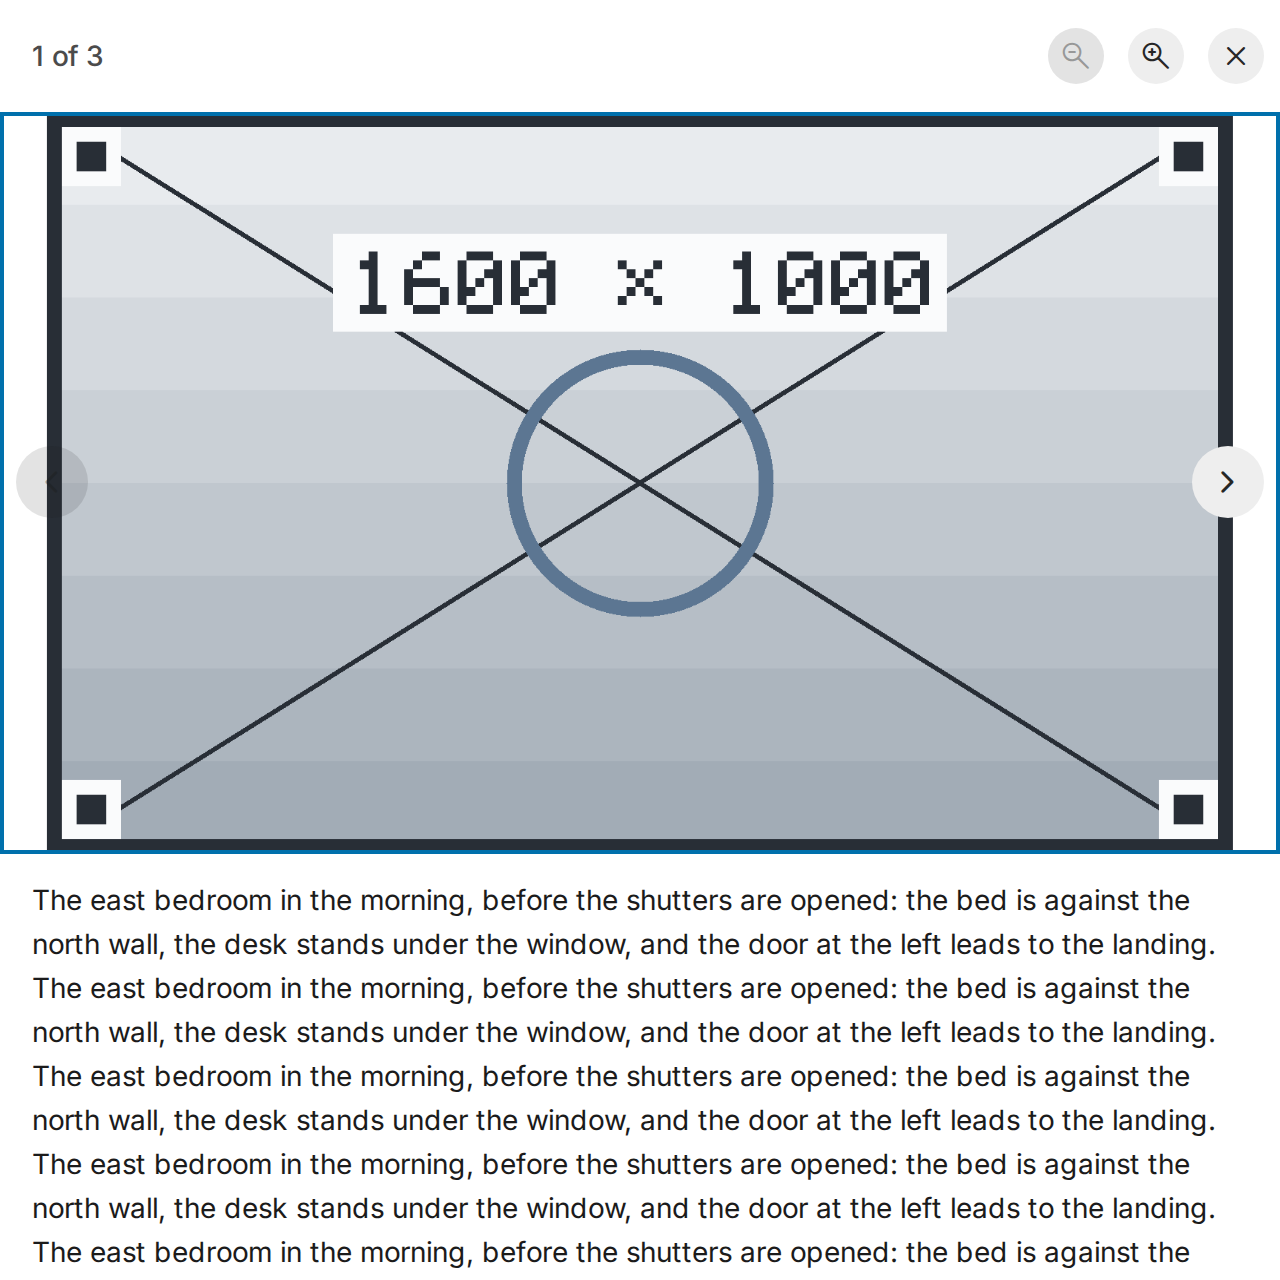 1 of 3
1600 x 1000
The east bedroom in the morning, before the shutters are opened: the bed is against the
north wall, the desk stands under the window, and the door at the left leads to the landing.
The east bedroom in the morning, before the shutters are opened: the bed is against the
north wall, the desk stands under the window, and the door at the left leads to the landing.
The east bedroom in the morning, before the shutters are opened: the bed is against the
north wall, the desk stands under the window, and the door at the left leads to the landing.
The east bedroom in the morning, before the shutters are opened: the bed is against the
north wall, the desk stands under the window, and the door at the left leads to the landing.
The east bedroom in the morning, before the shutters are opened: the bed is against the